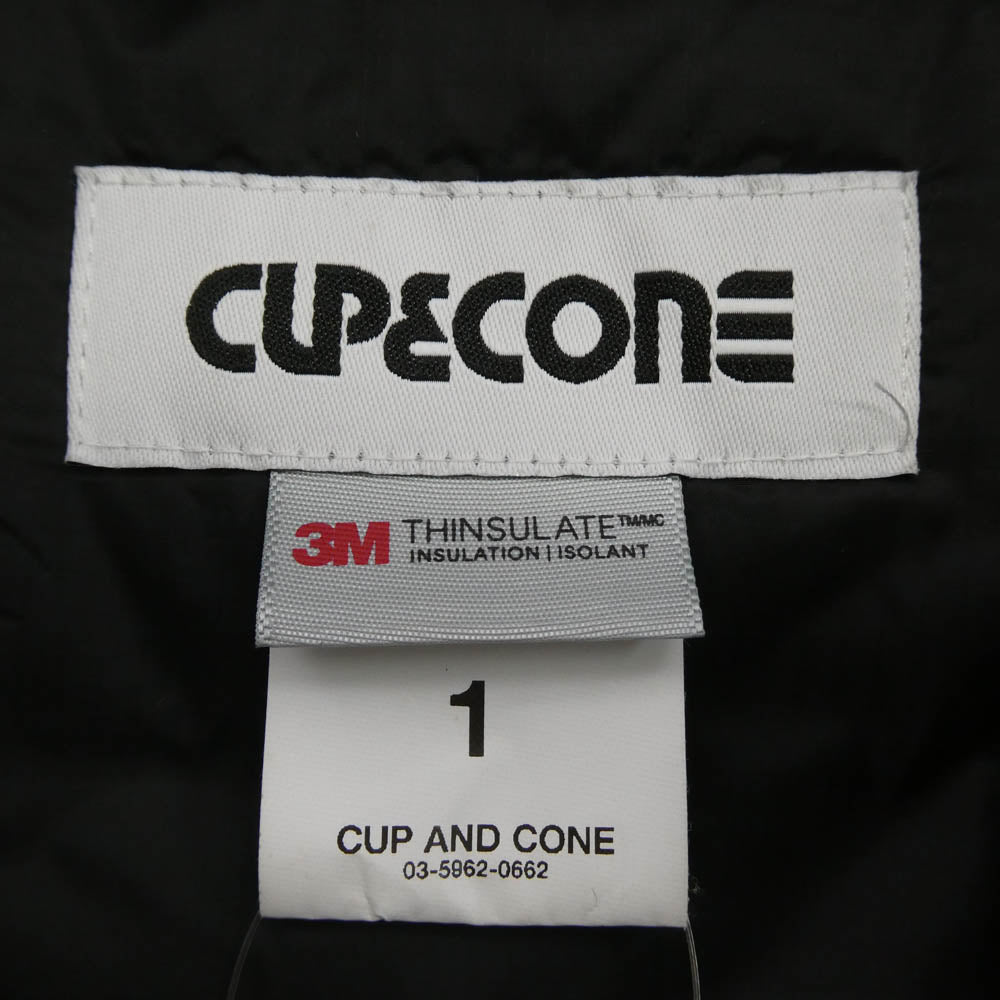 CUP&CONE
3M THINSULATE™/MC
INSULATION | ISOLANT
1
CUP AND CONE
03-5962-0662